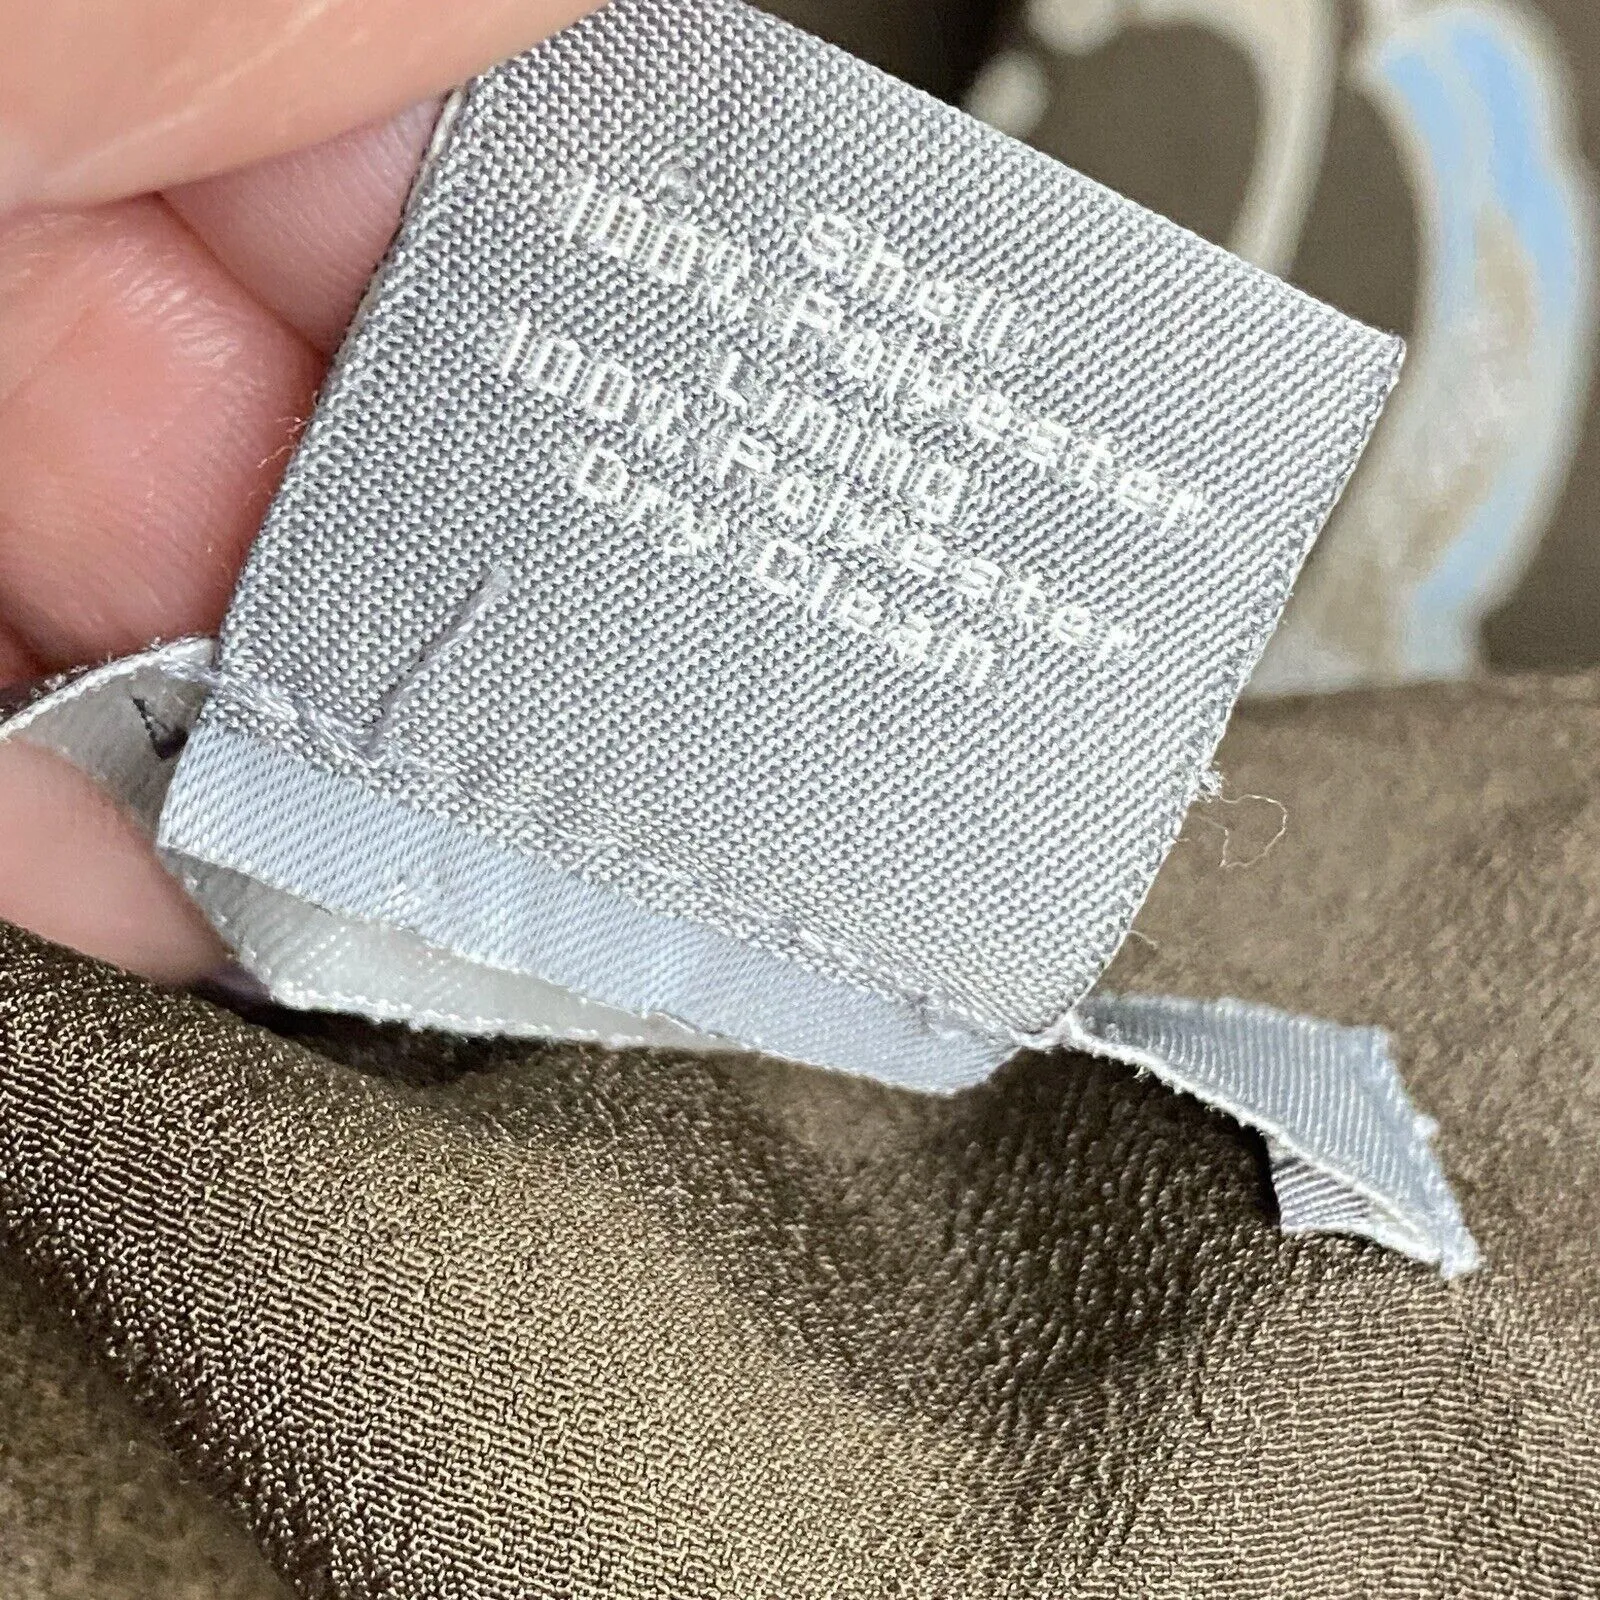 Shell:
100% Polyester
Lining
100% Polyester
Dry Clean